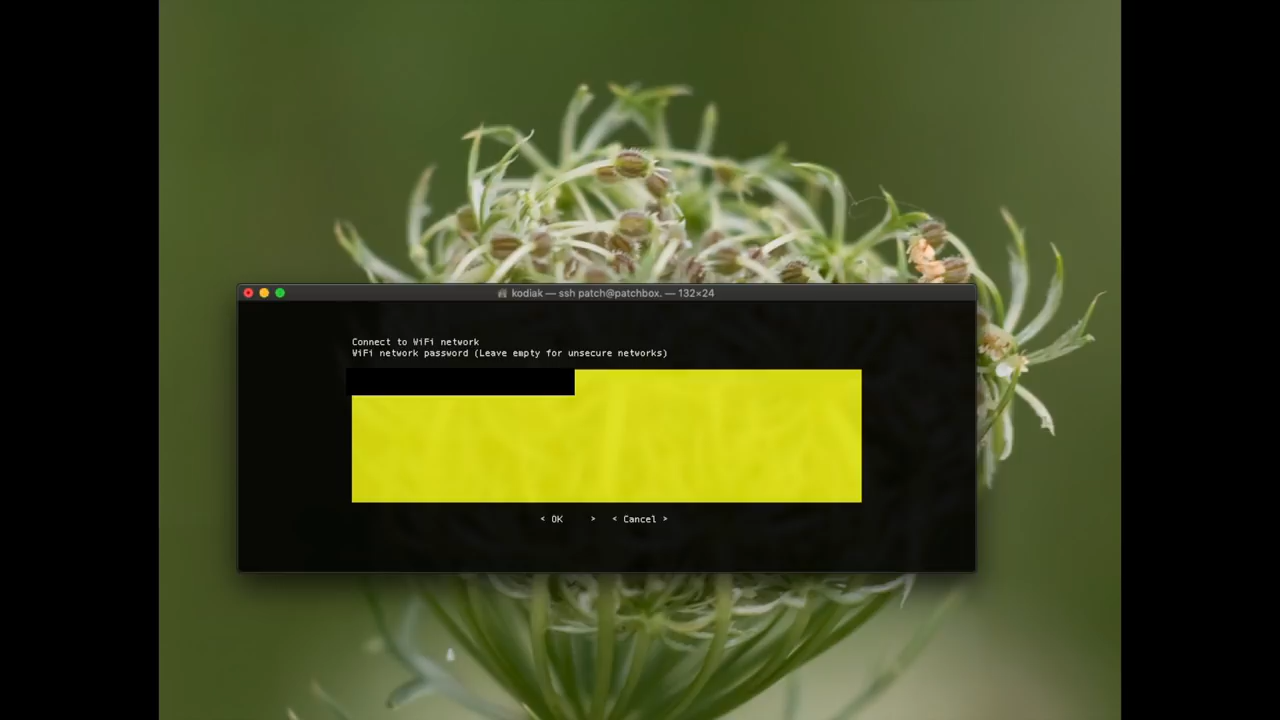 kodiak — ssh patch@patchbox. — 132×24
Connect to WiFi network
WiFi network password (Leave empty for unsecure networks)
< OK > < Cancel >